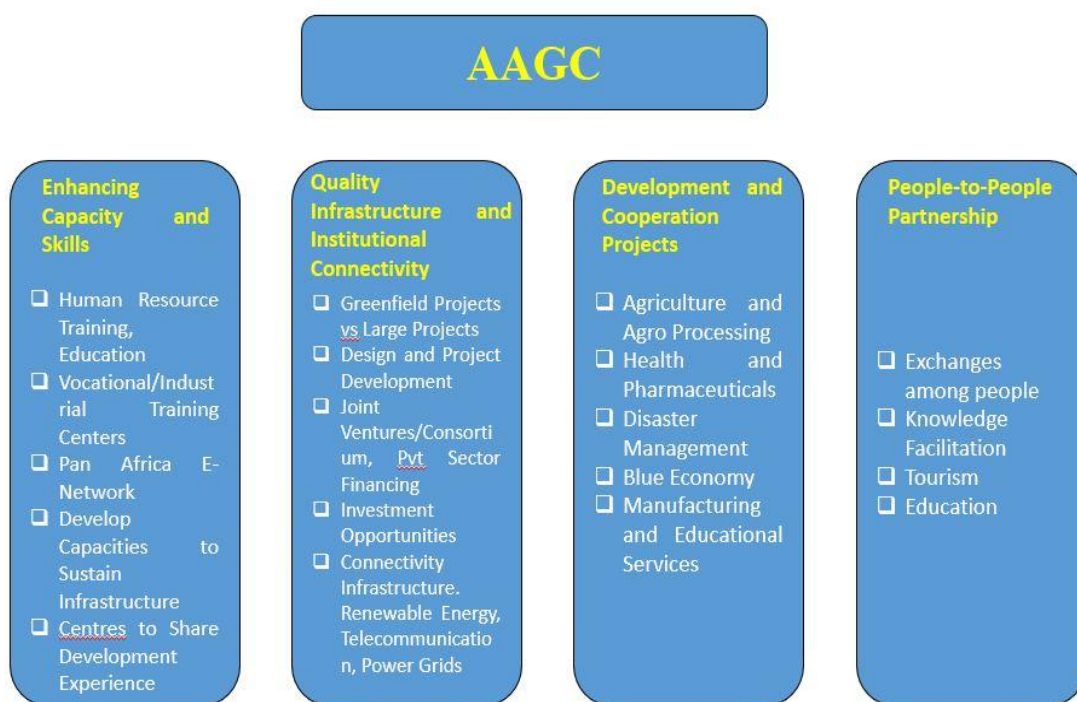 AAGC
Enhancing
Capacity and
Skills
❑ Human Resource
Training,
Education
❑ Vocational/Indust
rial Training
Centers
❑ Pan Africa E-
Network
❑ Develop
Capacities to
Sustain
Infrastructure
❑ Centres to Share
Development
Experience
Quality
Infrastructure and
Institutional
Connectivity
❑ Greenfield Projects
vs Large Projects
❑ Design and Project
Development
❑ Joint
Ventures/Consorti
um, Pvt Sector
Financing
❑ Investment
Opportunities
❑ Connectivity
Infrastructure.
Renewable Energy,
Telecommunicatio
n, Power Grids
Development and
Cooperation
Projects
❑ Agriculture and
Agro Processing
❑ Health and
Pharmaceuticals
❑ Disaster
Management
❑ Blue Economy
❑ Manufacturing
and Educational
Services
People-to-People
Partnership
❑ Exchanges
among people
❑ Knowledge
Facilitation
❑ Tourism
❑ Education